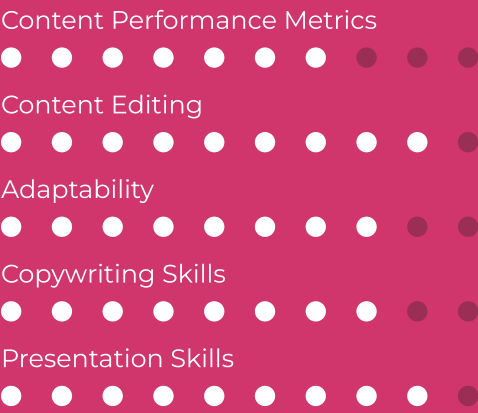 Content Performance Metrics
Content Editing
Adaptability
Copywriting Skills
Presentation Skills